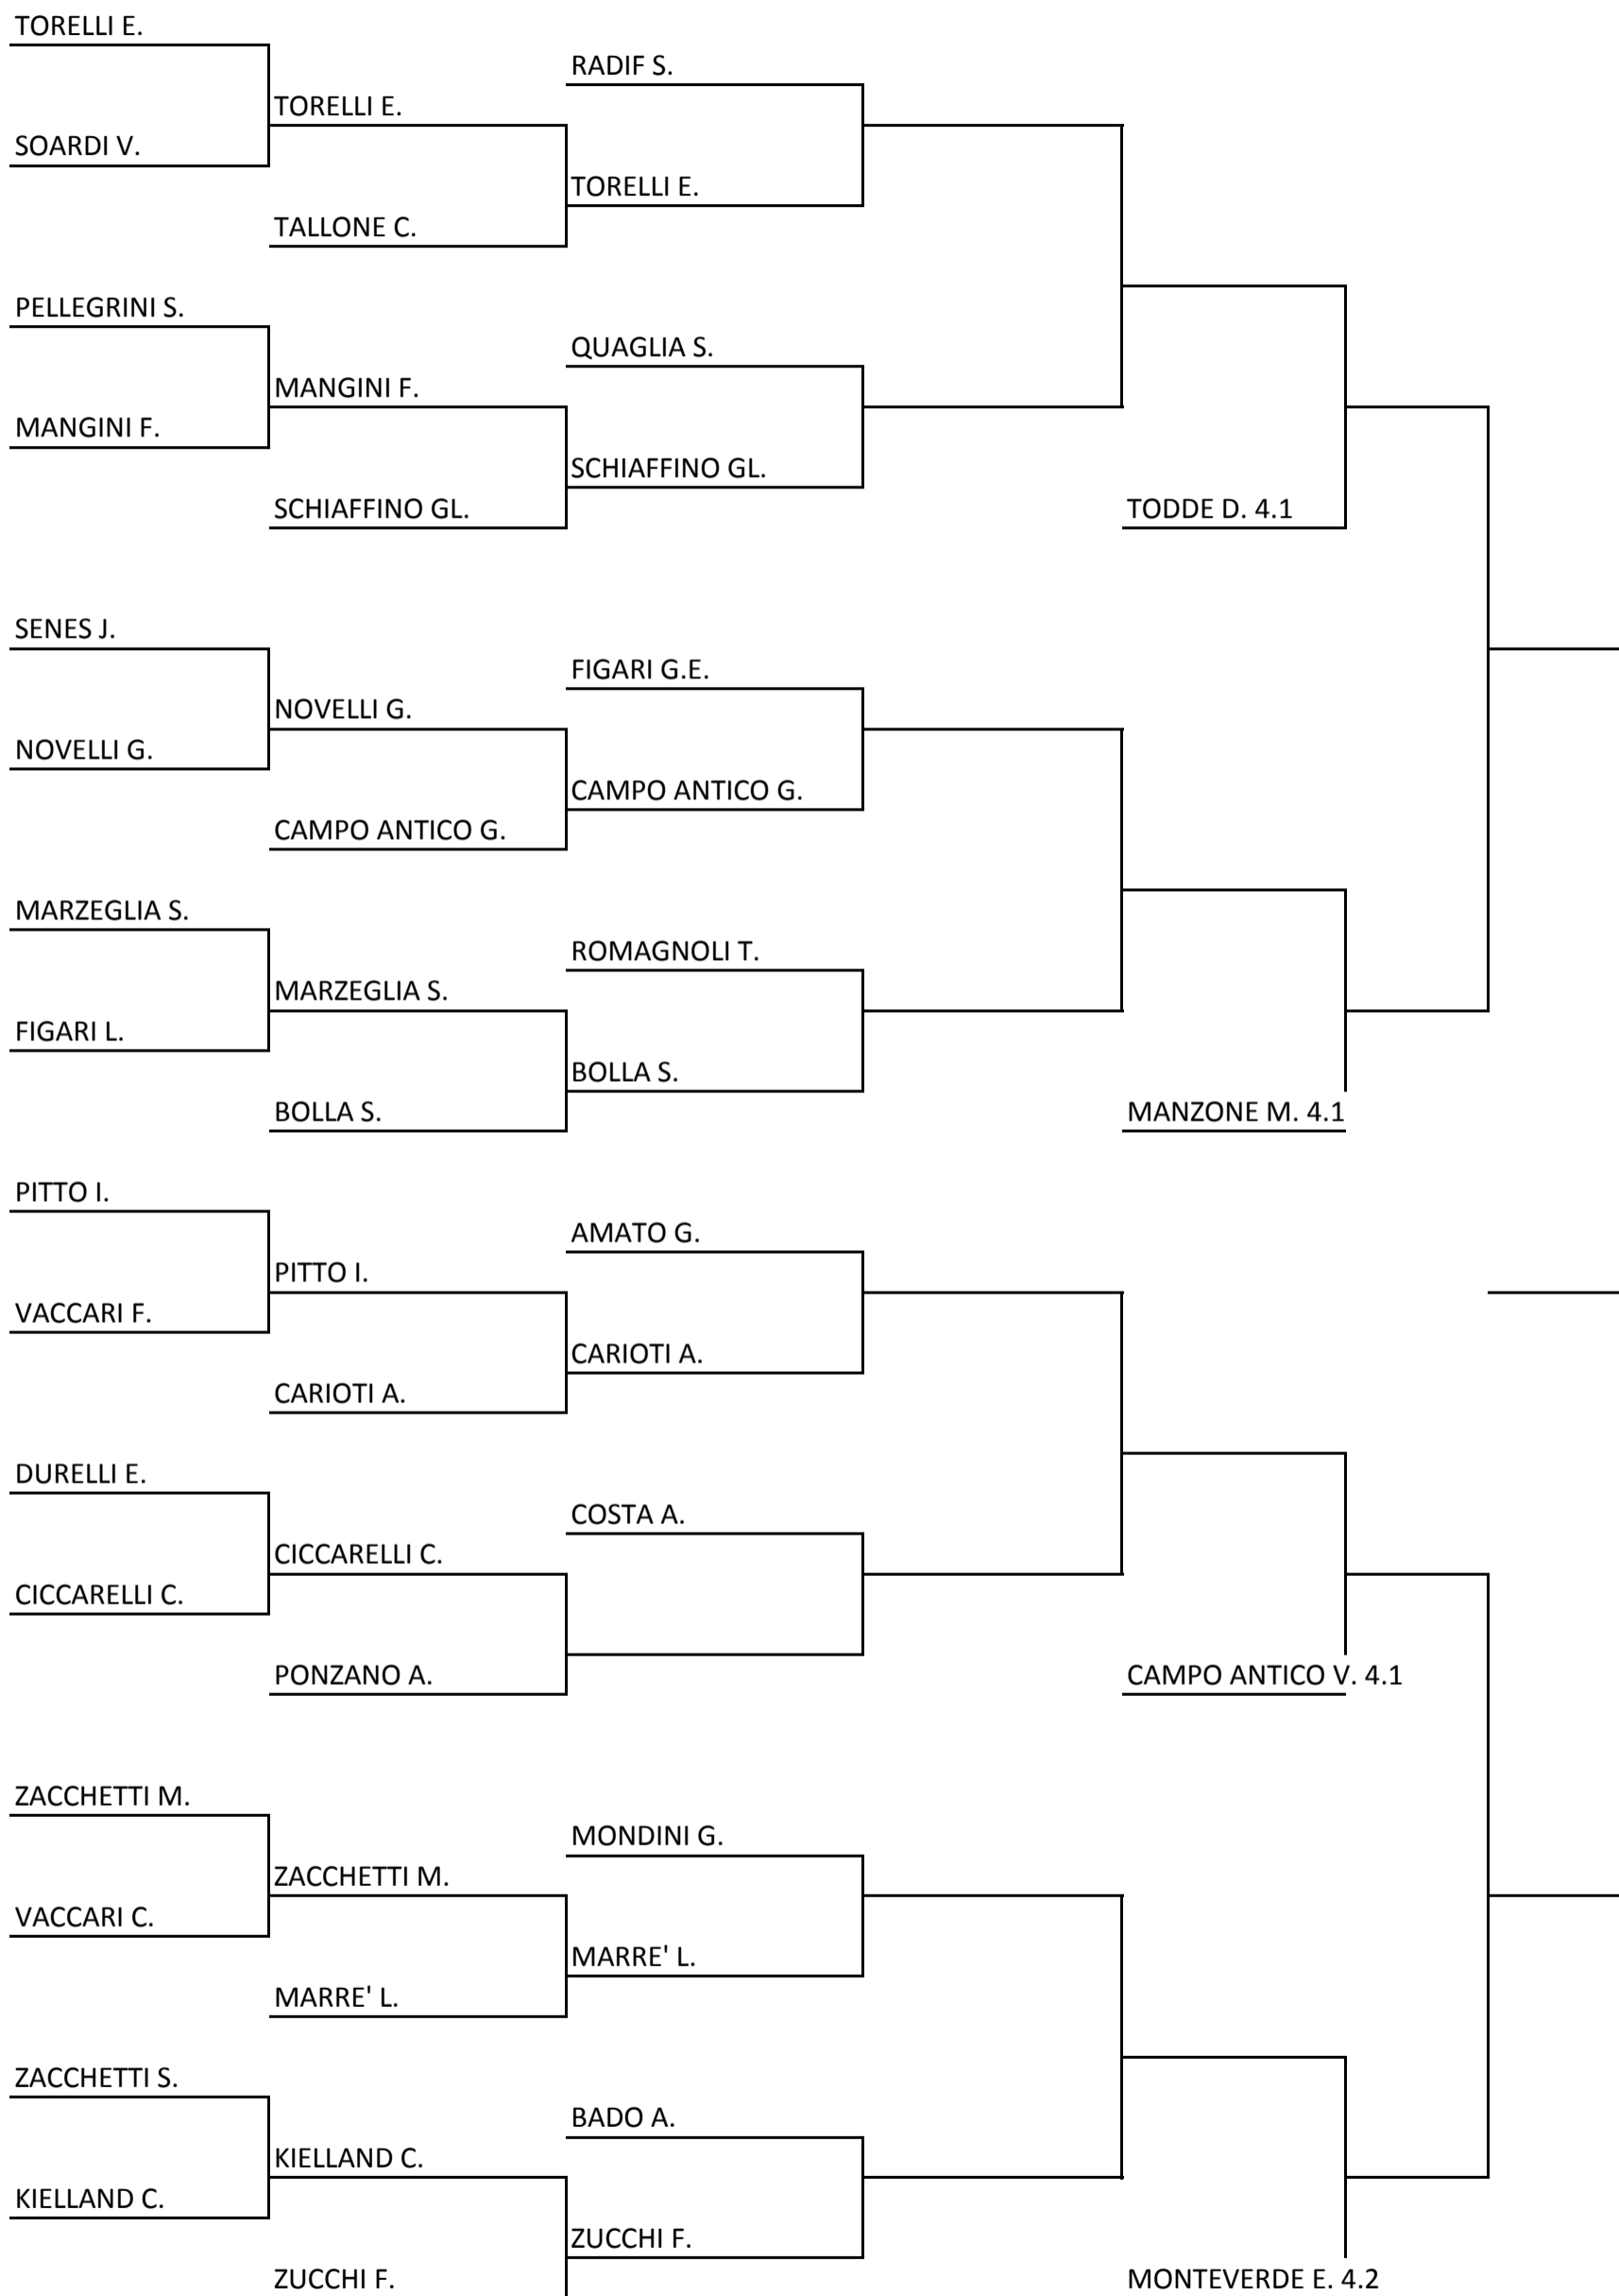 TORELLI E.
RADIF S.
TORELLI E.
SOARDI V.
TORELLI E.
TALLONE C.
PELLEGRINI S.
QUAGLIA S.
MANGINI F.
MANGINI F.
SCHIAFFINO GL.
SCHIAFFINO GL.
TODDE D. 4.1
SENES J.
FIGARI G.E.
NOVELLI G.
NOVELLI G.
CAMPO ANTICO G.
CAMPO ANTICO G.
MARZEGLIA S.
ROMAGNOLI T.
MARZEGLIA S.
FIGARI L.
BOLLA S.
BOLLA S.
MANZONE M. 4.1
PITTO I.
AMATO G.
PITTO I.
VACCARI F.
CARIOTI A.
CARIOTI A.
DURELLI E.
COSTA A.
CICCARELLI C.
CICCARELLI C.
PONZANO A.
CAMPO ANTICO V. 4.1
ZACCHETTI M.
MONDINI G.
ZACCHETTI M.
VACCARI C.
MARRE' L.
MARRE' L.
ZACCHETTI S.
BADO A.
KIELLAND C.
KIELLAND C.
ZUCCHI F.
ZUCCHI F.
MONTEVERDE E. 4.2